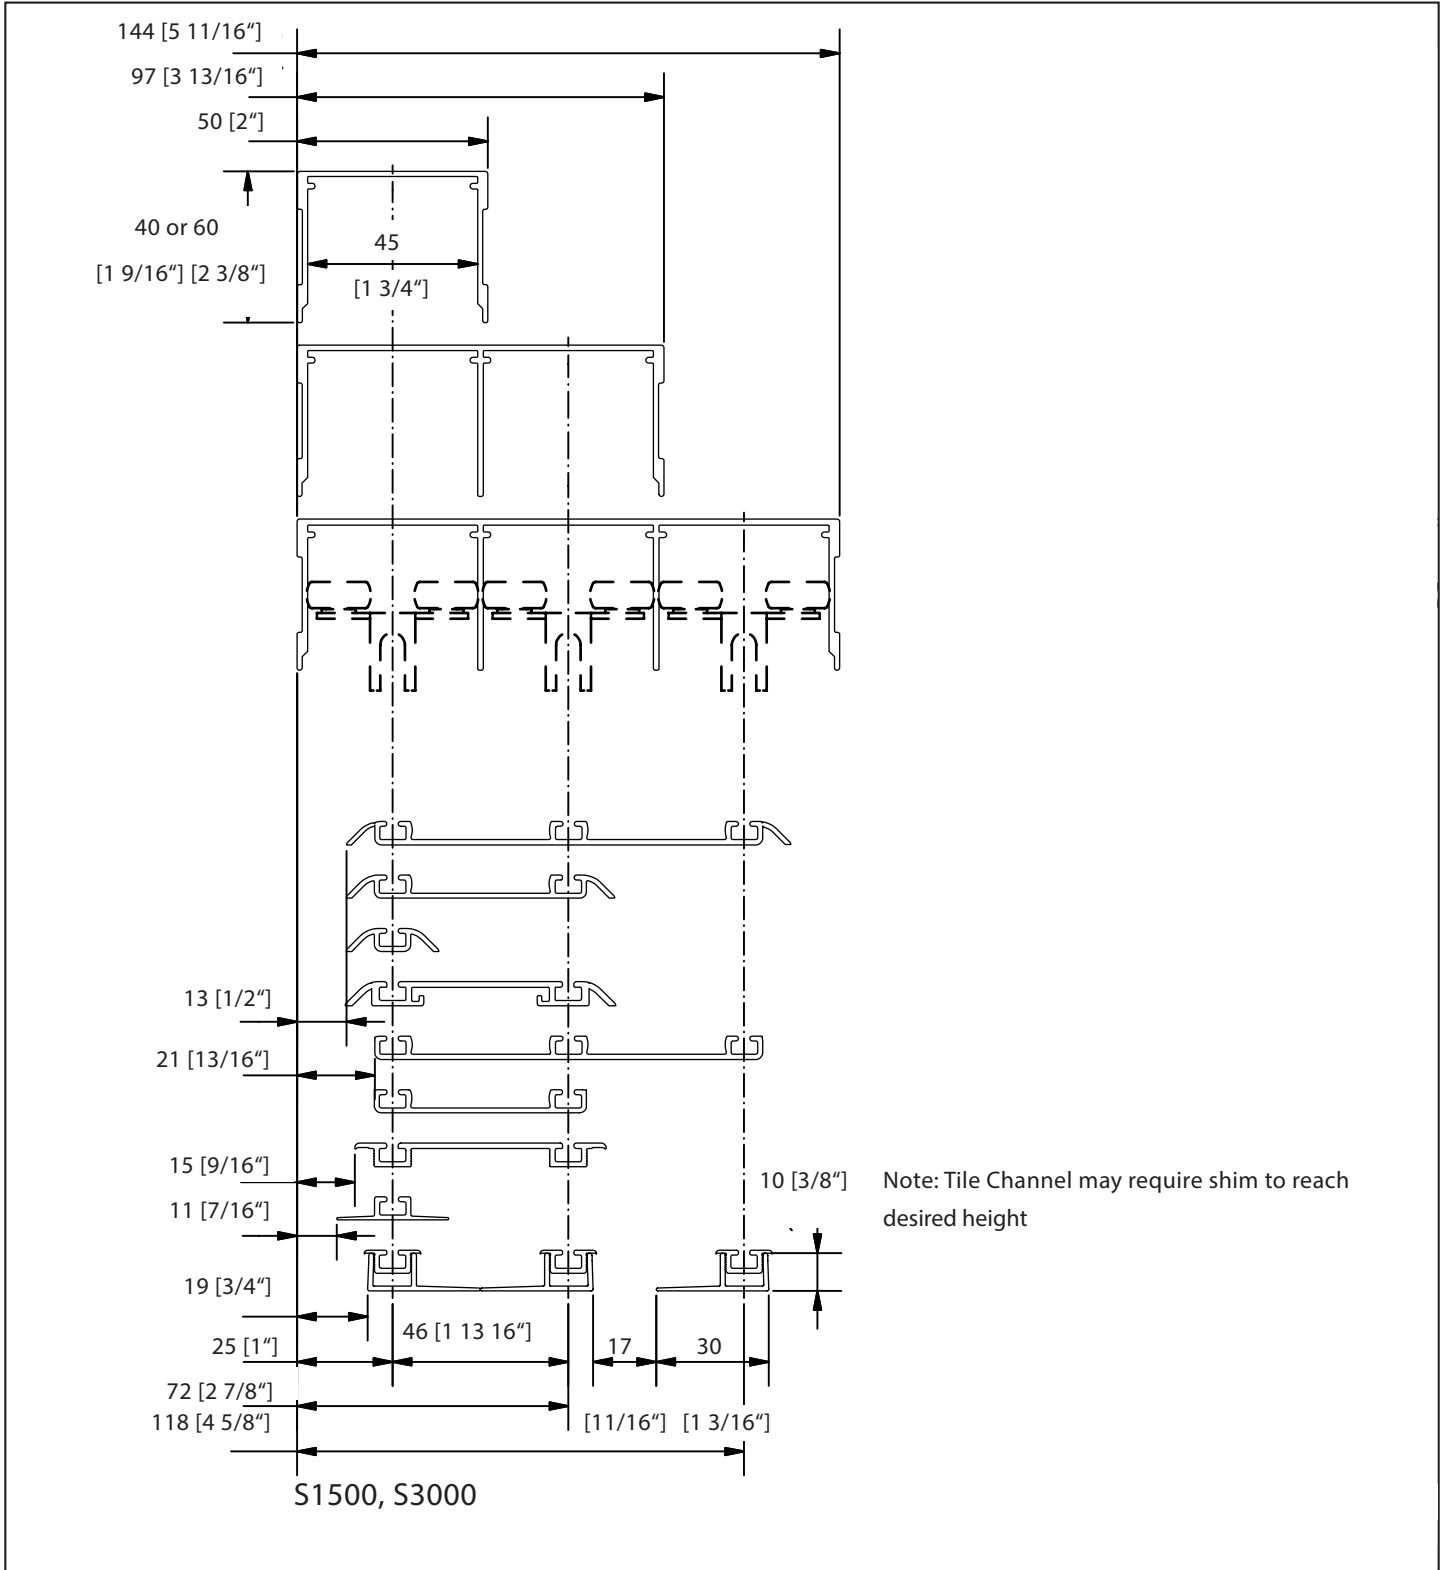 144 [5 11/16“]
97 [3 13/16“]
50 [2“]
40 or 60
[1 9/16“] [2 3/8“]
45
[1 3/4“]
13 [1/2“]
21 [13/16“]
15 [9/16“]
10 [3/8“]
Note: Tile Channel may require shim to reach
desired height
11 [7/16“]
19 [3/4“]
46 [1 13 16“]
25 [1“]
17
30
72 [2 7/8“]
118 [4 5/8“]
[11/16“]
[1 3/16“]
S1500, S3000